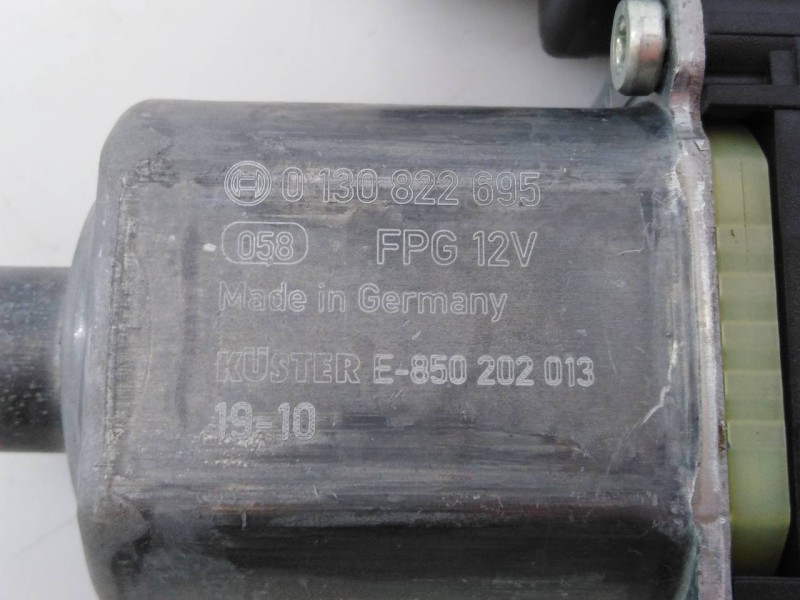 0 130 822 695
058 FPG 12V
Made in Germany
KÜSTER E-850 202 013
19-10